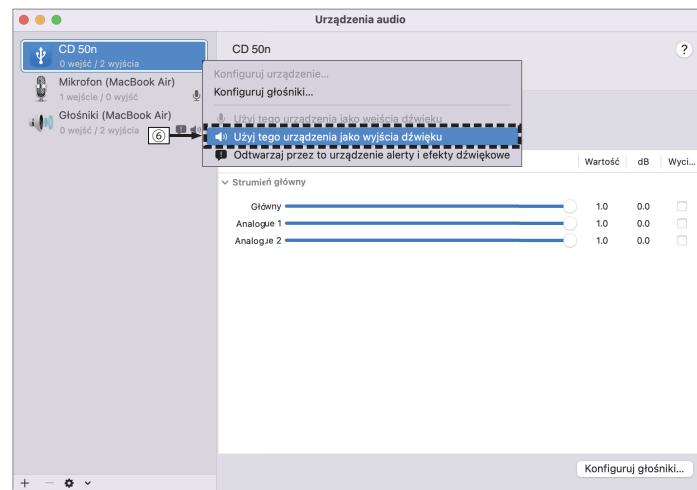 Urządzenia audio
CD 50n
0 wejść / 2 wyjścia
Mikrofon (MacBook Air)
1 wejście / 0 wyjść
Głośniki (MacBook Air)
0 wejść / 2 wyjścia
6
CD 50n
?
Konfiguruj urządzenie...
Konfiguruj głośniki...
Użyj tego urządzenia jako wejścia dźwięku
Użyj tego urządzenia jako wyjścia dźwięku
Odtwarzaj przez to urządzenie alerty i efekty dźwiękowe
Wartość dB Wyci...
Strumień główny
Główny 1.0 0.0
Analogue 1 1.0 0.0
Analogue 2 1.0 0.0
Konfiguruj głośniki...